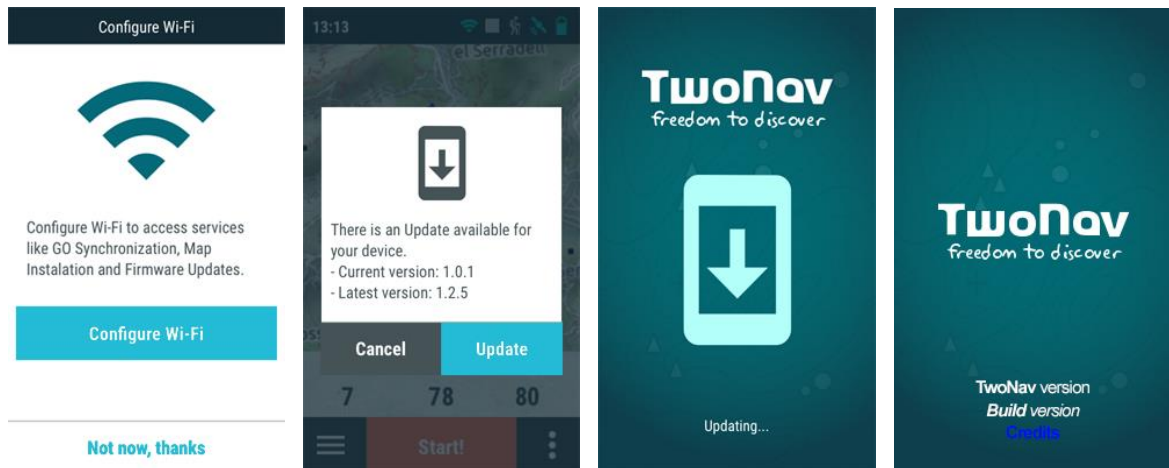 Configure Wi-Fi
Configure Wi-Fi to access services
like GO Synchronization, Map
Instalation and Firmware Updates.
Configure Wi-Fi
Not now, thanks
13:13
el Serradell
There is an Update available for
your device.
- Current version: 1.0.1
- Latest version: 1.2.5
Cancel
Update
7 78 80
Start!
TwoNav
freedom to discover
Updating...
TwoNav
freedom to discover
TwoNav version
Build version
Credits